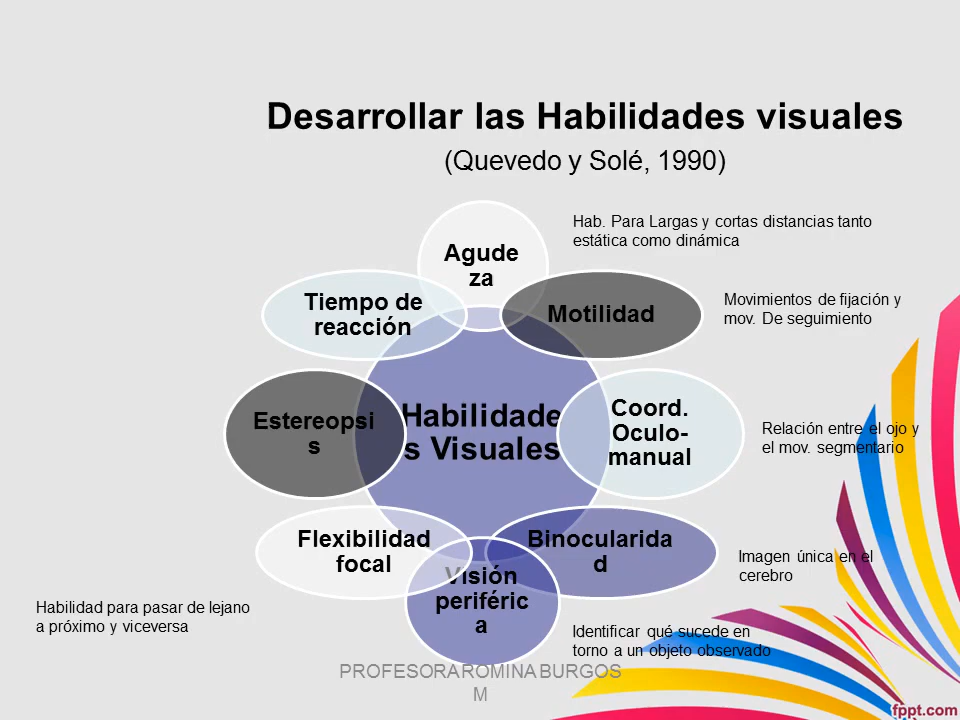 Desarrollar las Habilidades visuales
(Quevedo y Solé, 1990)
Agude
za
Hab. Para Largas y cortas distancias tanto
estática como dinámica
Motilidad
Movimientos de fijación y
mov. De seguimiento
Coord.
Oculo-
manual
Relación entre el ojo y
el mov. segmentario
Binocularida
d
Imagen única en el
cerebro
Visión
periféric
a
Identificar qué sucede en
torno a un objeto observado
Flexibilidad
focal
Habilidad para pasar de lejano
a próximo y viceversa
Estereopsi
s
Tiempo de
reacción
Habilidade
s Visuales
PROFESORA ROMINA BURGOS
M
fppt.com